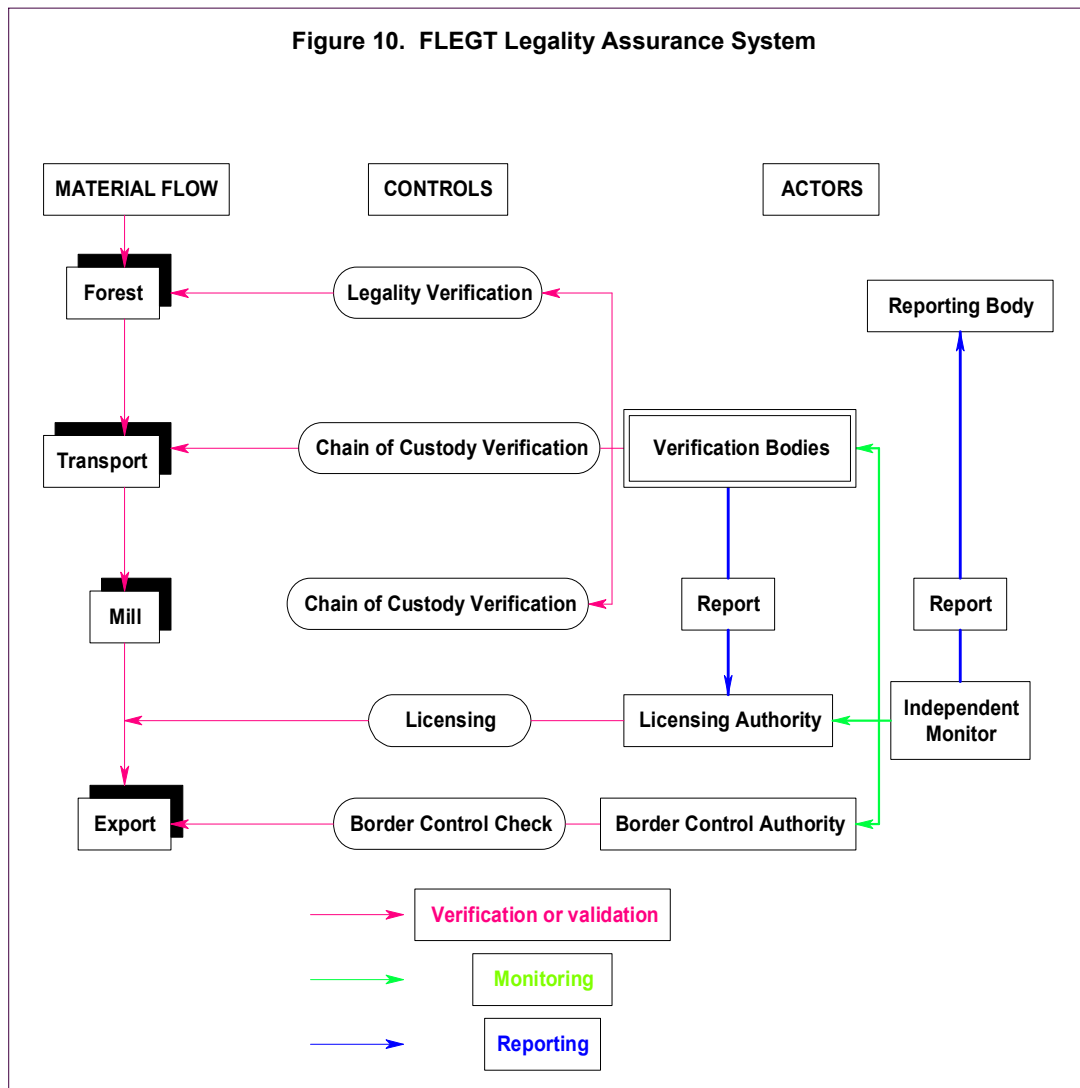 Figure 10. FLEGT Legality Assurance System
MATERIAL FLOW
CONTROLS
ACTORS
Forest
Legality Verification
Reporting Body
Transport
Chain of Custody Verification
Verification Bodies
Mill
Chain of Custody Verification
Report
Report
Licensing
Licensing Authority
Independent
Monitor
Export
Border Control Check
Border Control Authority
Verification or validation
Monitoring
Reporting